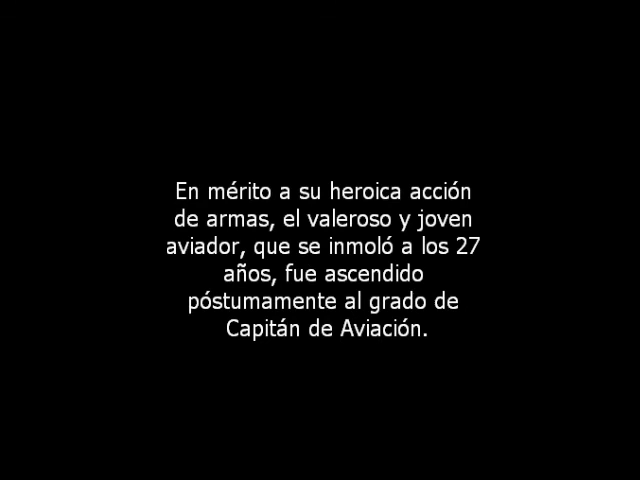 En mérito a su heroica acción
de armas, el valeroso y joven
aviador, que se inmoló a los 27
años, fue ascendido
póstumamente al grado de
Capitán de Aviación.